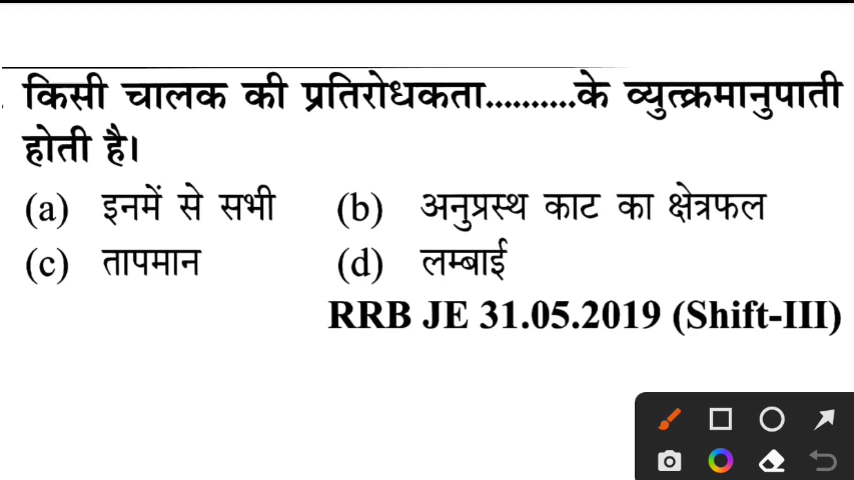 किसी चालक की प्रतिरोधकता..........के व्युत्क्रमानुपाती
होती है।
(a) इनमें से सभी (b) अनुप्रस्थ काट का क्षेत्रफल
(c) तापमान (d) लम्बाई
RRB JE 31.05.2019 (Shift-III)